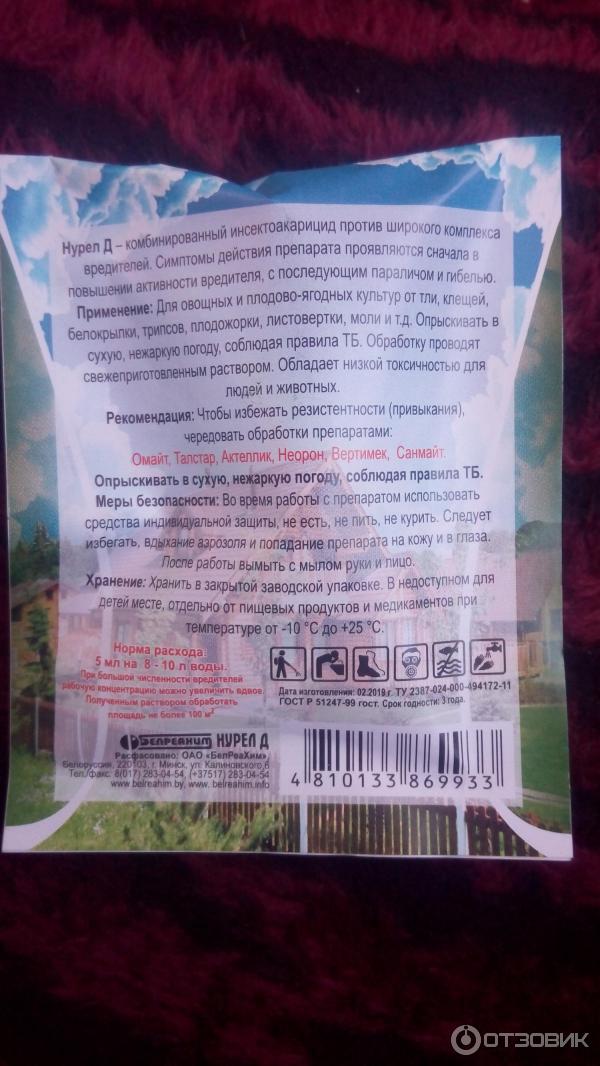 Нурел Д – комбинированный инсектоакарицид против широкого комплекса
вредителей. Симптомы действия препарата проявляются сначала в
повышении активности вредителя, с последующим параличом и гибелью.
Применение: Для овощных и плодово-ягодных культур от тли, клещей,
белокрылки, трипсов, плодожорки, листовертки, моли и т.д. Опрыскивать в
сухую, нежаркую погоду, соблюдая правила ТБ. Обработку проводят
свежеприготовленным раствором. Обладает низкой токсичностью для
людей и животных.
Рекомендация: Чтобы избежать резистентности (привыкания),
чередовать обработки препаратами:
Омайт, Талстар, Актеллик, Неорон, Вертимек, Санмайт.
Опрыскивать в сухую, нежаркую погоду, соблюдая правила ТБ.
Меры безопасности: Во время работы с препаратом использовать
средства индивидуальной защиты, не есть, не пить, не курить. Следует
избегать, вдыхание аэрозоля и попадание препарата на кожу и в глаза.
После работы вымыть с мылом руки и лицо.
Хранение: Хранить в закрытой заводской упаковке. В недоступном для
детей месте, отдельно от пищевых продуктов и медикаментов при
температуре от -10 °С до +25 °С.
Норма расхода:
5 мл на 8 - 10 л воды.
При большой численности вредителей
рабочую концентрацию можно увеличить вдвое.
Полученным раствором обработать
площадь не более 100 м²
Дата изготовления: 02.2019 г. ТУ 2387-024-000-494172-11
ГОСТ Р 51247-99 гост. Срок годности: 3 года.
БЕЛРЕАХИМ НУРЕЛ Д
Расфасовано: ОАО «БелРеаХим»
Белоруссия, 220103, г. Минск, ул. Калиновского,6
Тел./факс. 8(017) 283-04-54, (+37517) 283-04-54
www.belreahim.by, www.belreahim.info
4 810133 869933
ОТЗОВИК